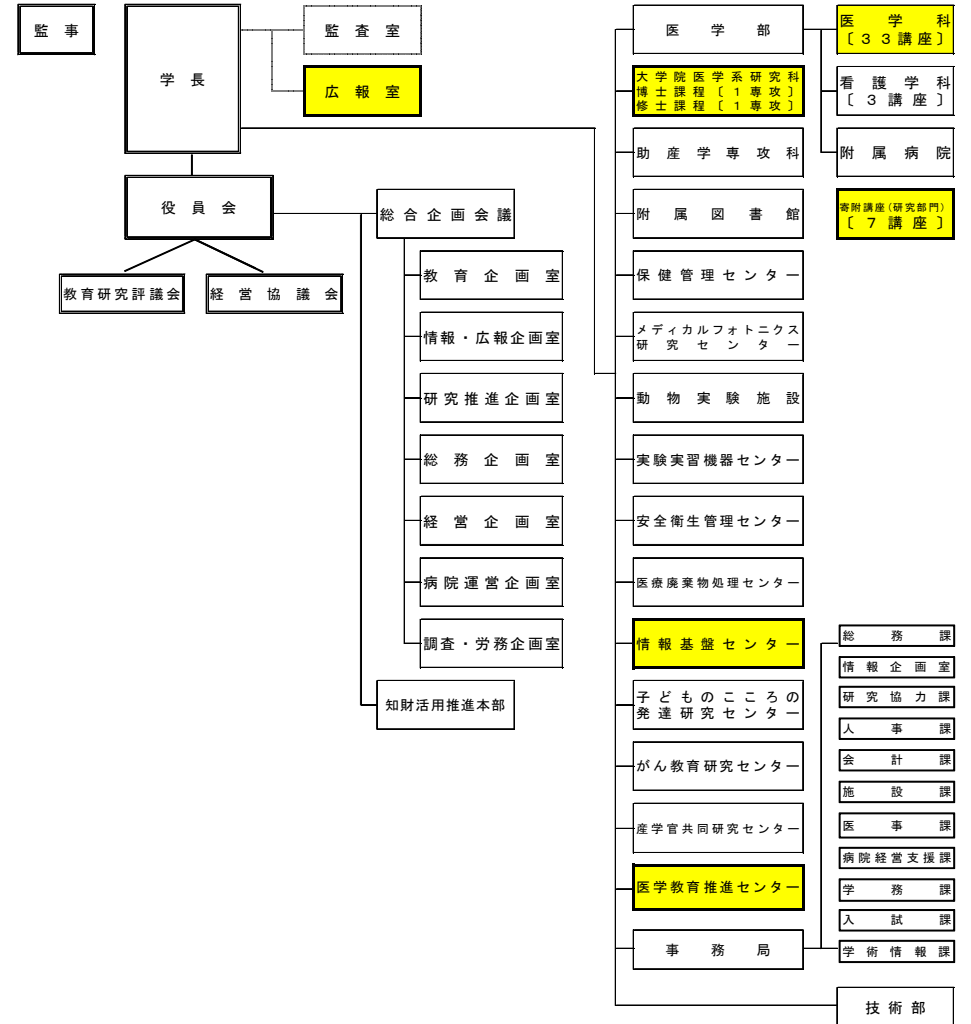 監事
学長
監査室
広報室
役員会
教育研究評議会
経営協議会
総合企画会議
教育企画室
情報・広報企画室
研究推進企画室
総務企画室
経営企画室
病院運営企画室
調査・労務企画室
知財活用推進本部
医学部
大学院医学系研究科
博士課程〔1専攻〕
修士課程〔1専攻〕
助産学専攻科
附属図書館
保健管理センター
メディカルフォトニクス
研究センター
動物実験施設
実験実習機器センター
安全衛生管理センター
医療廃棄物処理センター
情報基盤センター
子どものこころの
発達研究センター
がん教育研究センター
産学官共同研究センター
医学教育推進センター
事務局
医学科
〔33講座〕
看護学科
〔3講座〕
附属病院
寄附講座(研究部門)
〔7講座〕
総務課
情報企画室
研究協力課
人事課
会計課
施設課
医事課
病院経営支援課
学務課
入試課
学術情報課
技術部